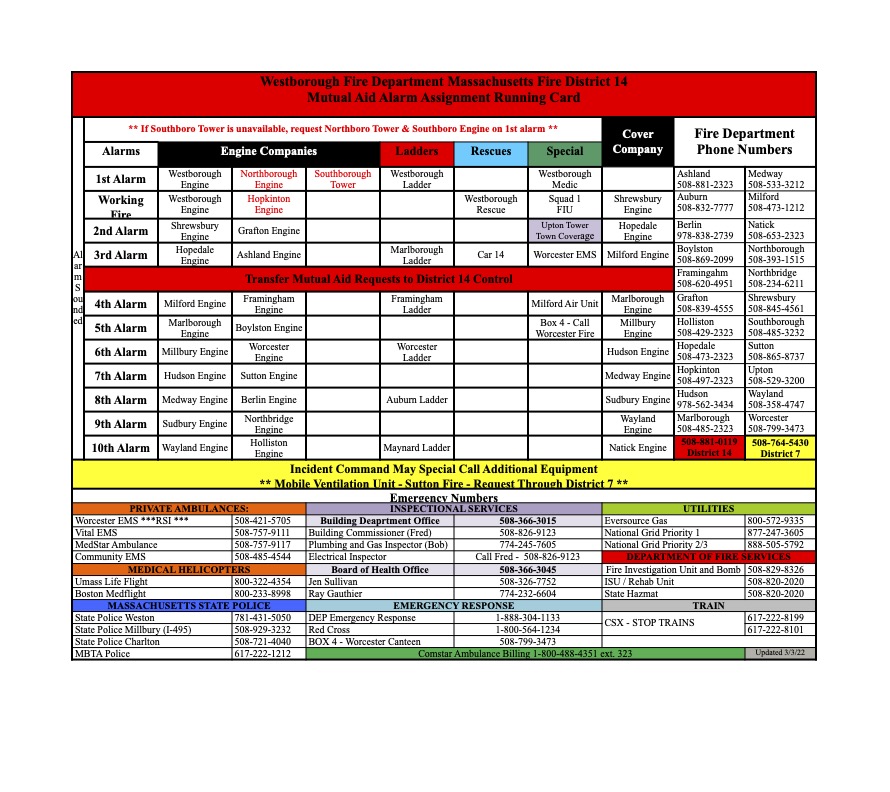 Westborough Fire Department Massachusetts Fire District 14
Mutual Aid Alarm Assignment Running Card
** If Southboro Tower is unavailable, request Northboro Tower & Southboro Engine on 1st alarm **
Cover Company
Fire Department Phone Numbers
Alarms Engine Companies Ladders Rescues Special
Alarm Sounded
1st Alarm Westborough Engine Northborough Engine Southborough Tower Westborough Ladder Westborough Medic
Working Fire Westborough Engine Hopkinton Engine Westborough Rescue Squad 1 FIU Shrewsbury Engine
2nd Alarm Shrewsbury Engine Grafton Engine Upton Tower Town Coverage Hopedale Engine
3rd Alarm Hopedale Engine Ashland Engine Marlborough Ladder Car 14 Worcester EMS Milford Engine
Transfer Mutual Aid Requests to District 14 Control
4th Alarm Milford Engine Framingham Engine Framingham Ladder Milford Air Unit Marlborough Engine
5th Alarm Marlborough Engine Boylston Engine Box 4 - Call Worcester Fire Millbury Engine
6th Alarm Millbury Engine Worcester Engine Worcester Ladder Hudson Engine
7th Alarm Hudson Engine Sutton Engine Medway Engine
8th Alarm Medway Engine Berlin Engine Auburn Ladder Sudbury Engine
9th Alarm Sudbury Engine Northbridge Engine Wayland Engine
10th Alarm Wayland Engine Holliston Engine Maynard Ladder Natick Engine
Ashland 508-881-2323 Medway 508-533-3212
Auburn 508-832-7777 Milford 508-473-1212
Berlin 978-838-2739 Natick 508-653-2323
Boylston 508-869-2099 Northborough 508-393-1515
Framinghahm 508-620-4951 Northbridge 508-234-6211
Grafton 508-839-4555 Shrewsbury 508-845-4561
Holliston 508-429-2323 Southborough 508-485-3232
Hopedale 508-473-2323 Sutton 508-865-8737
Hopkinton 508-497-2323 Upton 508-529-3200
Hudson 978-562-3434 Wayland 508-358-4747
Marlborough 508-485-2323 Worcester 508-799-3473
508-881-0119 District 14 508-764-5430 District 7
Incident Command May Special Call Additional Equipment
** Mobile Ventilation Unit - Sutton Fire - Request Through District 7 **
Emergency Numbers
PRIVATE AMBULANCES: INSPECTIONAL SERVICES UTILITIES
Worcester EMS ***RSI *** 508-421-5705 Building Deaprtment Office 508-366-3015 Eversource Gas 800-572-9335
Vital EMS 508-757-9111 Building Commissioner (Fred) 508-826-9123 National Grid Priority 1 877-247-3605
MedStar Ambulance 508-757-9117 Plumbing and Gas Inspector (Bob) 774-245-7605 National Grid Priority 2/3 888-505-5792
Community EMS 508-485-4544 Electrical Inspector Call Fred - 508-826-9123 DEPARTMENT OF FIRE SERVICES
MEDICAL HELICOPTERS Board of Health Office 508-366-3045 Fire Investigation Unit and Bomb 508-829-8326
Umass Life Flight 800-322-4354 Jen Sullivan 508-326-7752 ISU / Rehab Unit 508-820-2020
Boston Medflight 800-233-8998 Ray Gauthier 774-232-6604 State Hazmat 508-820-2020
MASSACHUSETTS STATE POLICE EMERGENCY RESPONSE TRAIN
State Police Weston 781-431-5050 DEP Emergency Response 1-888-304-1133 CSX - STOP TRAINS 617-222-8199
State Police Millbury (I-495) 508-929-3232 Red Cross 1-800-564-1234 617-222-8101
State Police Charlton 508-721-4040 BOX 4 - Worcester Canteen 508-799-3473
MBTA Police 617-222-1212 Comstar Ambulance Billing 1-800-488-4351 ext. 323 Updated 3/3/22